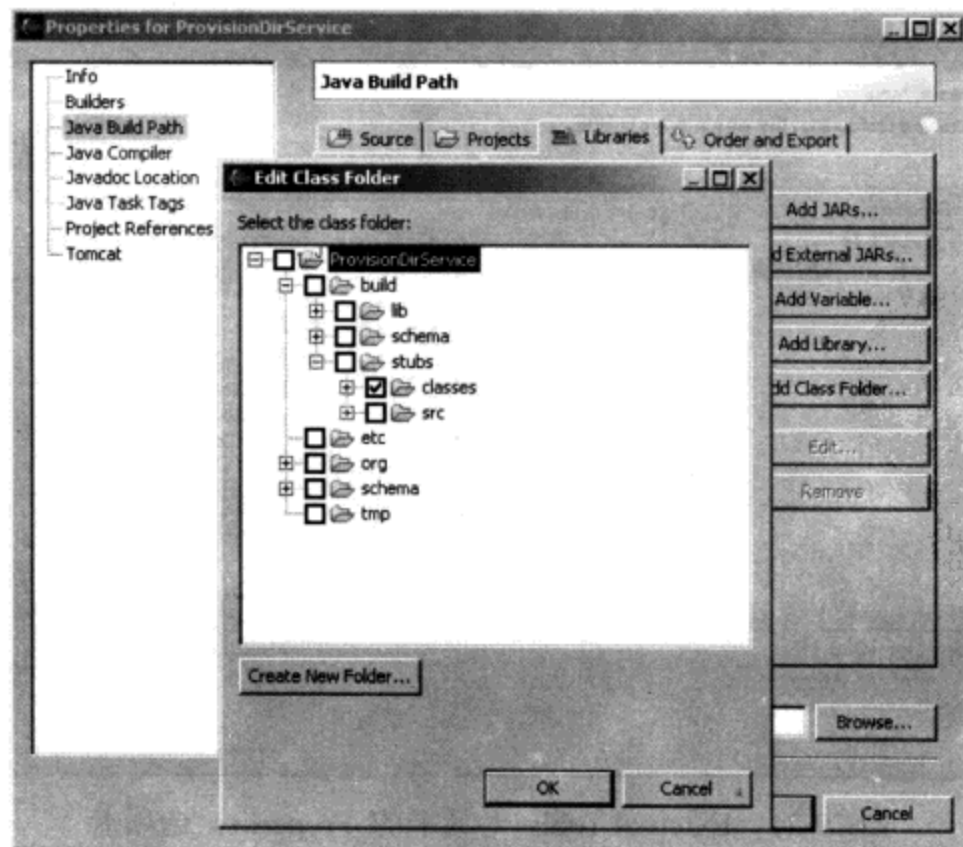 Properties for ProvisionDirService
Info
Builders
Java Build Path
Java Compiler
Javadoc Location
Java Task Tags
Project References
Tomcat
Java Build Path
Source
Projects
Libraries
Order and Export
Edit Class Folder
Select the class folder:
ProvisionDirService
build
lib
schema
stubs
classes
src
etc
org
schema
tmp
Create New Folder...
OK
Cancel
Add JARs...
d External JARs...
Add Variable...
Add Library...
dd Class Folder...
Edit...
Remove
Browse...
Cancel